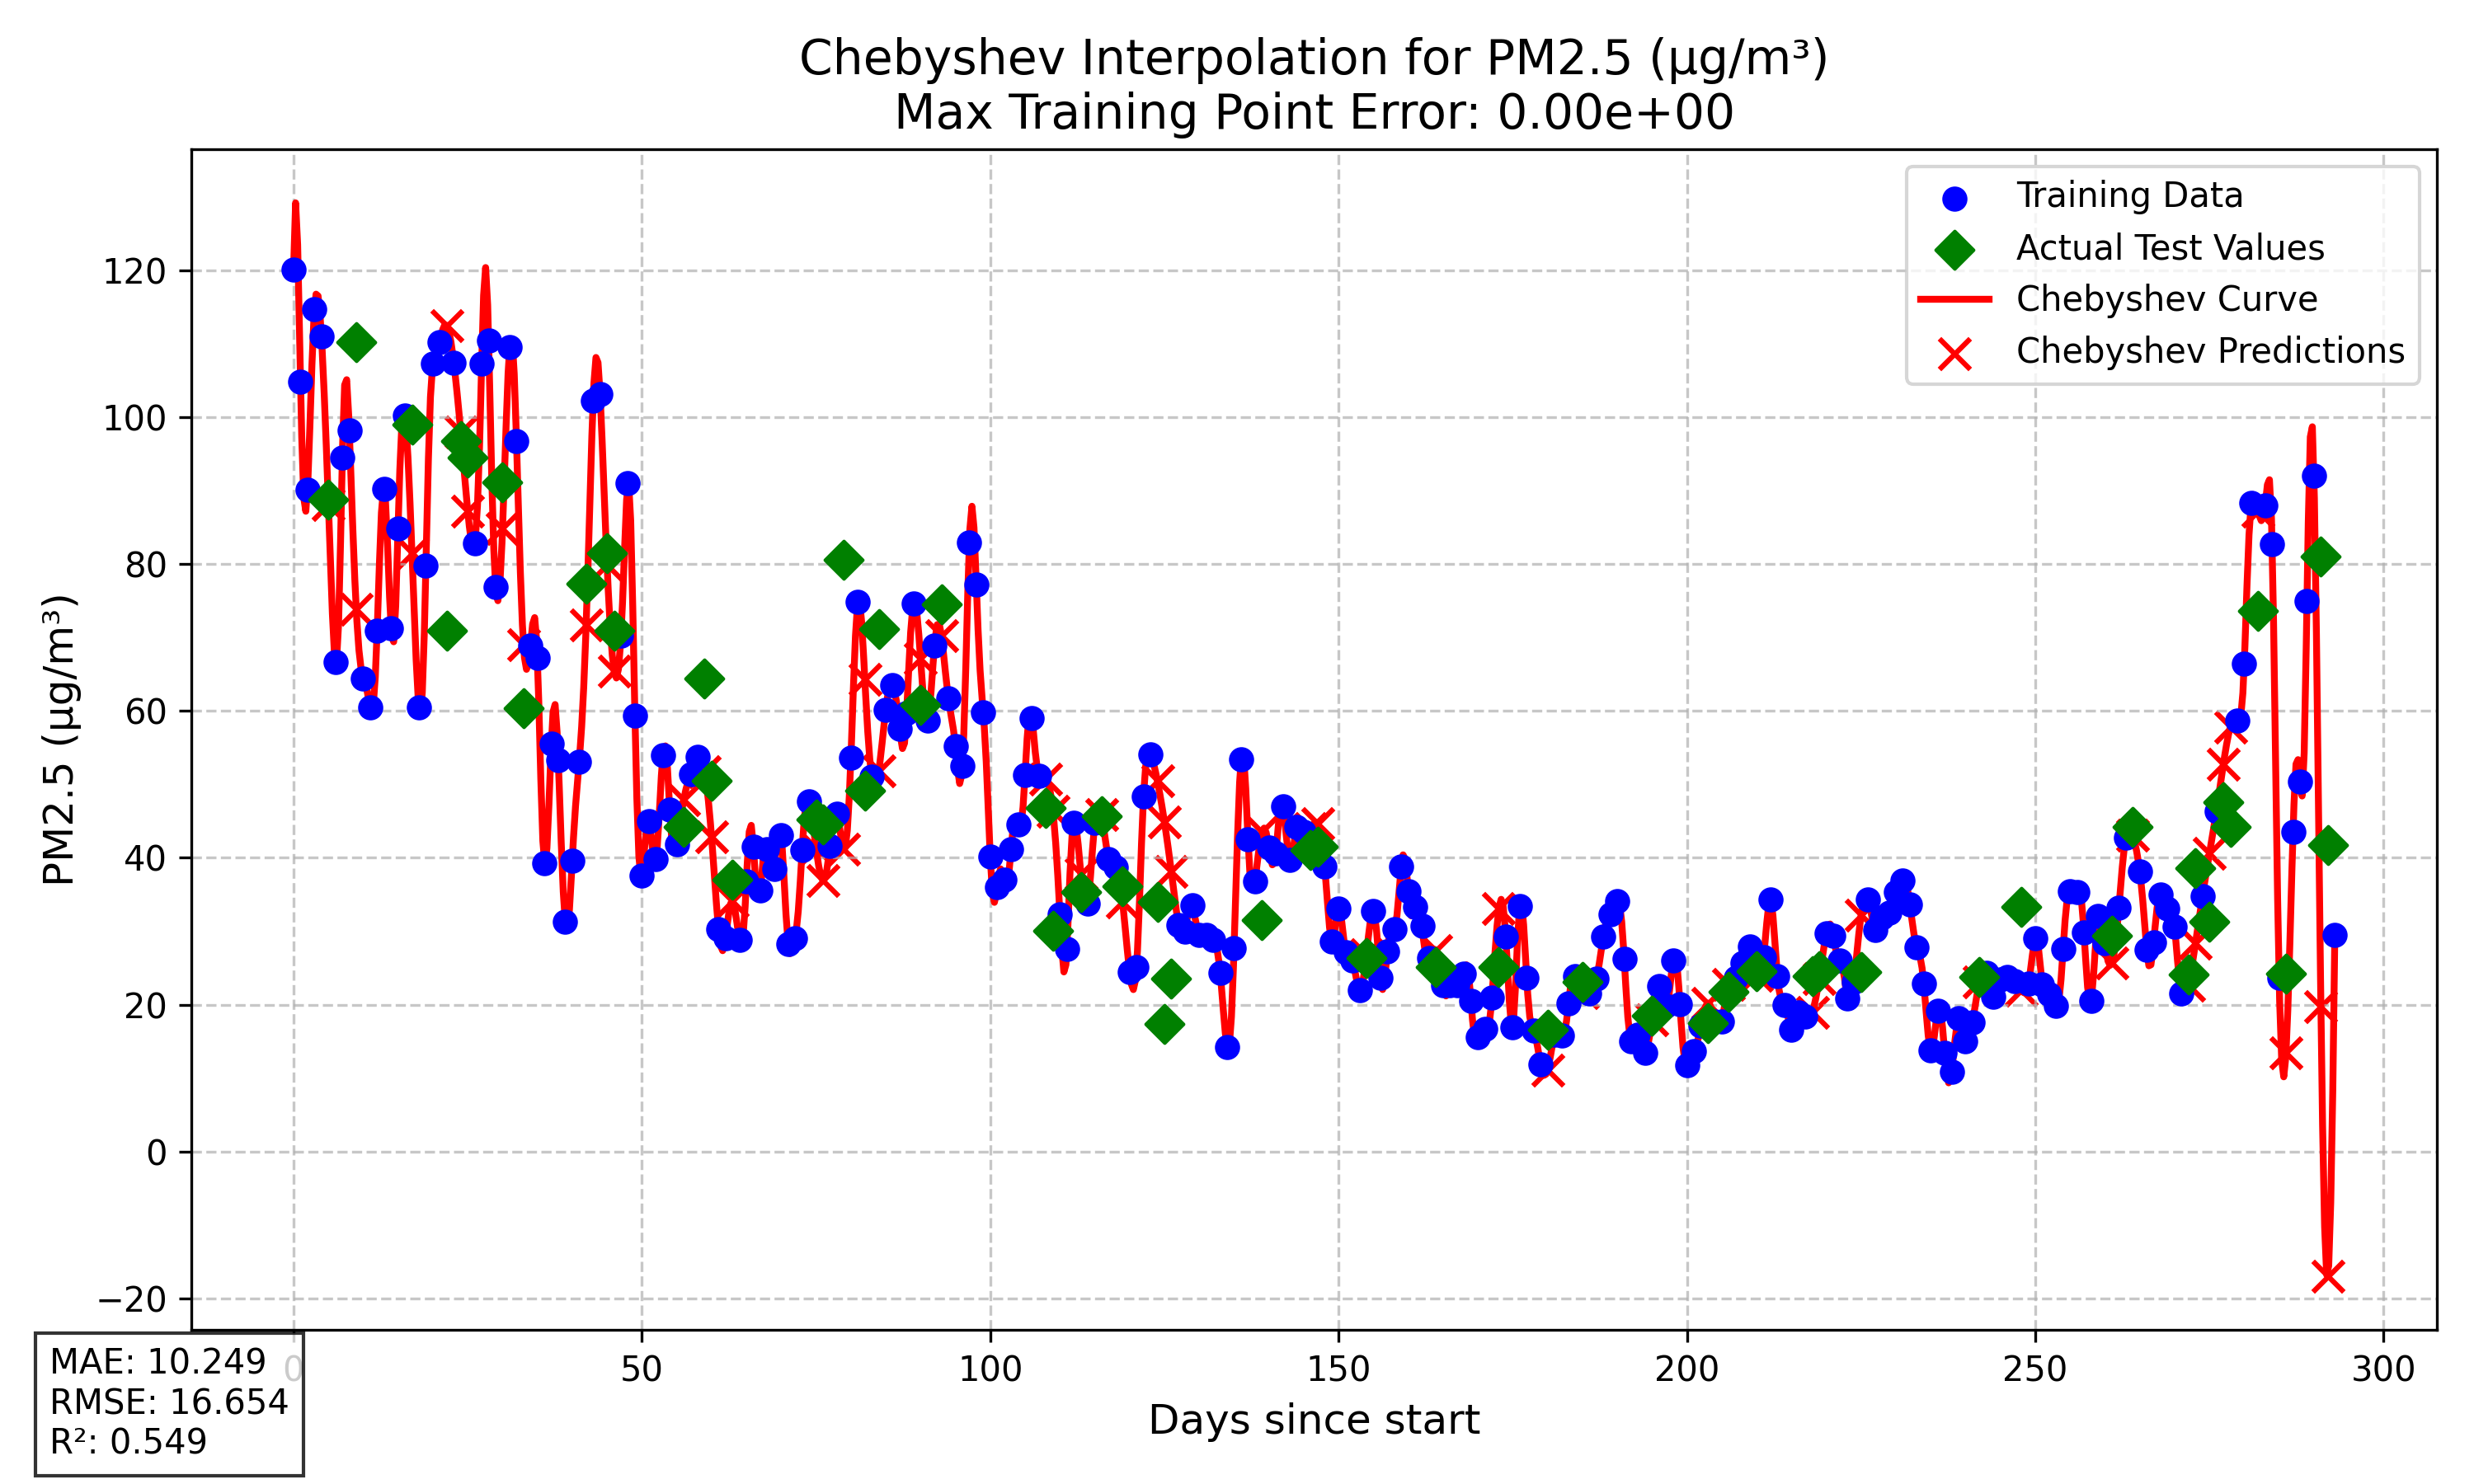 Chebyshev Interpolation for PM2.5 (µg/m³)
Max Training Point Error: 0.00e+00
Training Data
Actual Test Values
Chebyshev Curve
Chebyshev Predictions
PM2.5 (µg/m³)
120
100
80
60
40
20
0
−20
0
50
100
150
200
250
300
Days since start
MAE: 10.249
RMSE: 16.654
R²: 0.549